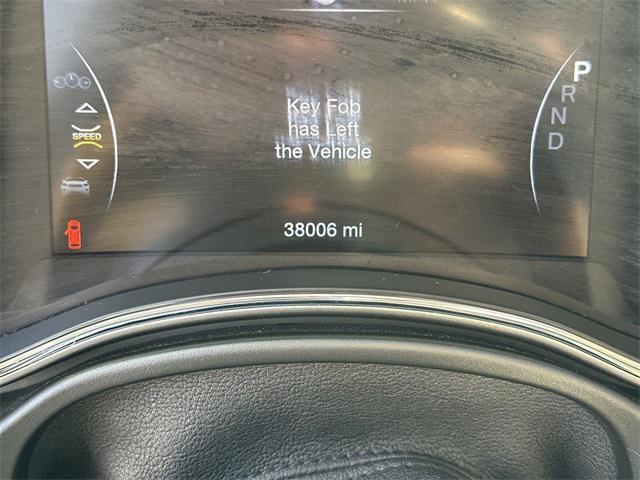 Key Fob
has Left
the Vehicle
SPEED
P
R
N
D
38006 mi